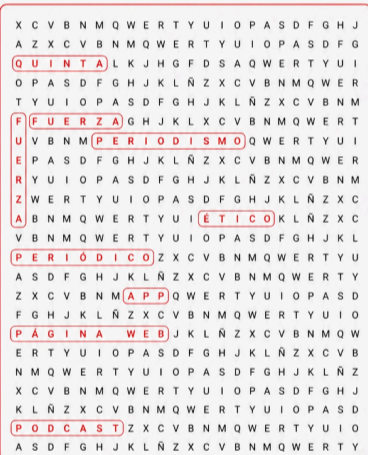 X C V B N M Q W E R T Y U I O P A S D F G H J
A Z X C V B N M Q W E R T Y U I O P A S D F G
Q U I N T A L K J H G F D S A Q W E R T Y U I
O P A S D F G H J K L Ñ Z X C V B N M Q W E R
T Y U I O P A S D F G H J K L Ñ Z X C V B N M
F F U E R Z A G H J K L X C V B N M Q W E R T
U V B N M P E R I O D I S M O Q W E R T Y U I
E P A S D F G H J K L Ñ Z X C V B N M Q W E R
R Y U I O P A S D F G H J K L Ñ Z X C V B N M
Z W E R T Y U I O P A S D F G H J K L Ñ Z X C
A B N M Q W E R T Y U I É T I C O K L Ñ Z X C
V B N M Q W E R T Y U I O P A S D F G H J K L
P E R I Ó D I C O Z X C V B N M Q W E R T Y U
A S D F G H J K L Ñ Z X C V B N M Q W E R T Y
Z X C V B N M A P P Q W E R T Y U I O P A S D
F G H J K L Ñ Z X C V B N M Q W E R T Y U I O
P Á G I N A W E B J K L Ñ Z X C V B N M Q W
E R T Y U I O P A S D F G H J K L Ñ Z X C V B
N M Q W E R T Y U I O P A S D F G H J K L Ñ Z
X C V B N M Q W E R T Y U I O P A S D F G H J
K L Ñ Z X C V B N M Q W E R T Y U I O P A S D
P O D C A S T Z X C V B N M Q W E R T Y U I O
A S D F G H J K L Ñ Z X C V B N M Q W E R T Y